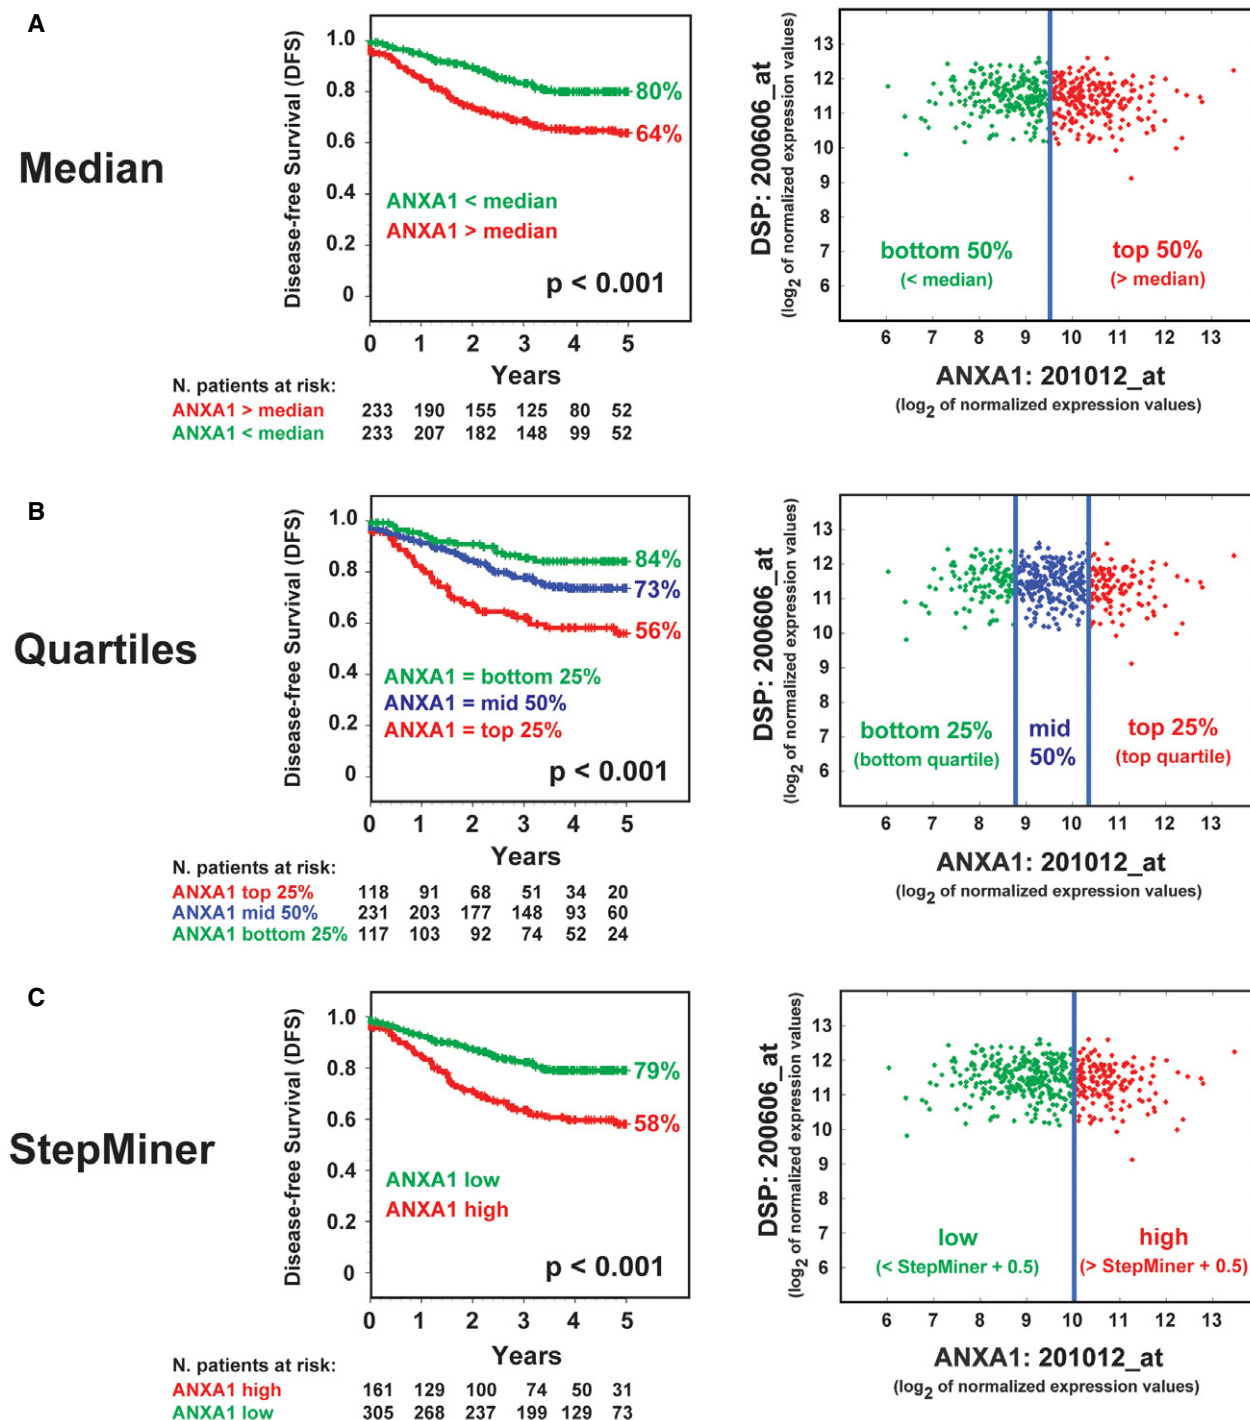 A
Median
Disease-free Survival (DFS)
1.0
0.8
0.6
0.4
0.2
0
80%
64%
ANXA1 < median
ANXA1 > median
p < 0.001
0 1 2 3 4 5
Years
N. patients at risk:
ANXA1 > median 233 190 155 125 80 52
ANXA1 < median 233 207 182 148 99 52
DSP: 200606_at
(log2 of normalized expression values)
13
12
11
10
9
8
7
6
bottom 50%
(< median)
top 50%
(> median)
6 7 8 9 10 11 12 13
ANXA1: 201012_at
(log2 of normalized expression values)
B
Quartiles
Disease-free Survival (DFS)
1.0
0.8
0.6
0.4
0.2
0
84%
73%
56%
ANXA1 = bottom 25%
ANXA1 = mid 50%
ANXA1 = top 25%
p < 0.001
0 1 2 3 4 5
Years
N. patients at risk:
ANXA1 top 25% 118 91 68 51 34 20
ANXA1 mid 50% 231 203 177 148 93 60
ANXA1 bottom 25% 117 103 92 74 52 24
DSP: 200606_at
(log2 of normalized expression values)
13
12
11
10
9
8
7
6
bottom 25%
(bottom quartile)
mid
50%
top 25%
(top quartile)
6 7 8 9 10 11 12 13
ANXA1: 201012_at
(log2 of normalized expression values)
C
StepMiner
Disease-free Survival (DFS)
1.0
0.8
0.6
0.4
0.2
0
79%
58%
ANXA1 low
ANXA1 high
p < 0.001
0 1 2 3 4 5
Years
N. patients at risk:
ANXA1 high 161 129 100 74 50 31
ANXA1 low 305 268 237 199 129 73
DSP: 200606_at
(log2 of normalized expression values)
13
12
11
10
9
8
7
6
low
(< StepMiner + 0.5)
high
(> StepMiner + 0.5)
6 7 8 9 10 11 12 13
ANXA1: 201012_at
(log2 of normalized expression values)